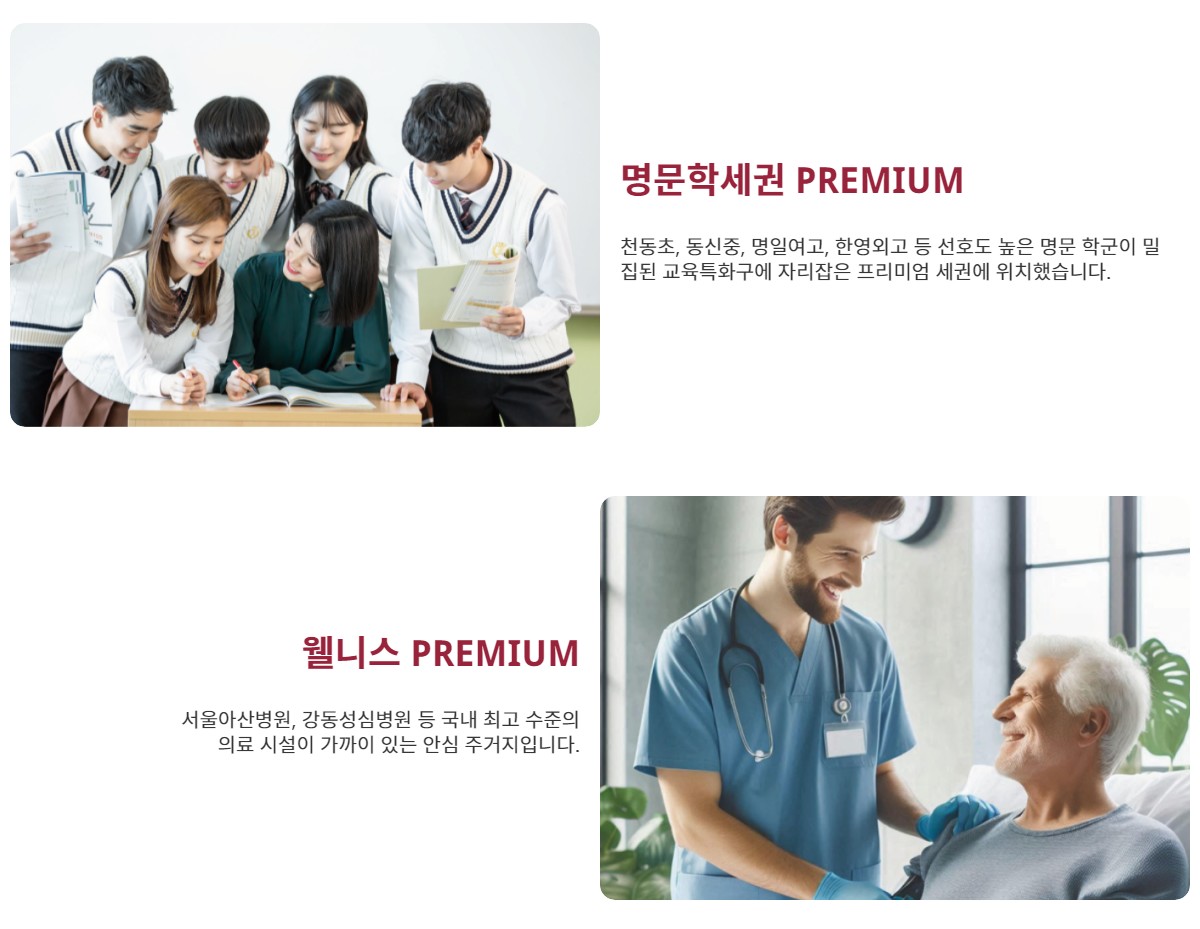 명문학세권 PREMIUM
천동초, 동신중, 명일여고, 한영외고 등 선호도 높은 명문 학군이 밀
집된 교육특화구에 자리잡은 프리미엄 세권에 위치했습니다.
웰니스 PREMIUM
서울아산병원, 강동성심병원 등 국내 최고 수준의
의료 시설이 가까이 있는 안심 주거지입니다.